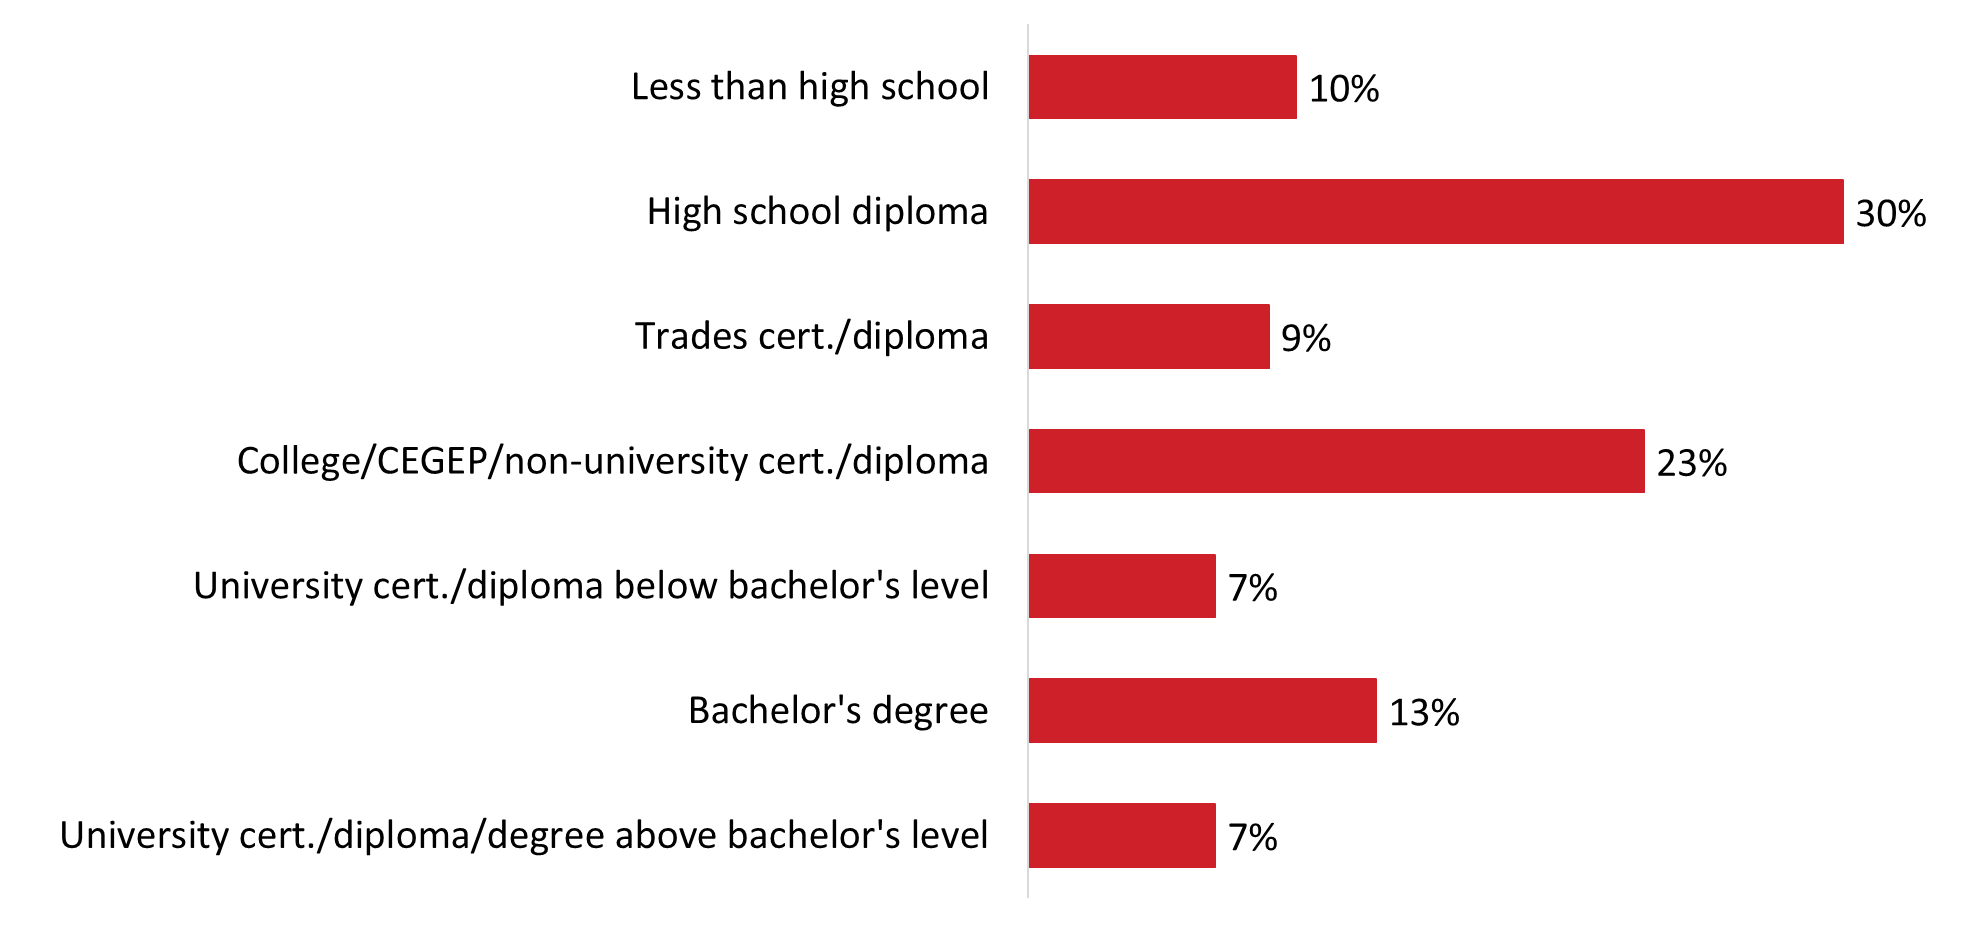 Less than high school 10%
High school diploma 30%
Trades cert./diploma 9%
College/CEGEP/non-university cert./diploma 23%
University cert./diploma below bachelor's level 7%
Bachelor's degree 13%
University cert./diploma/degree above bachelor's level 7%